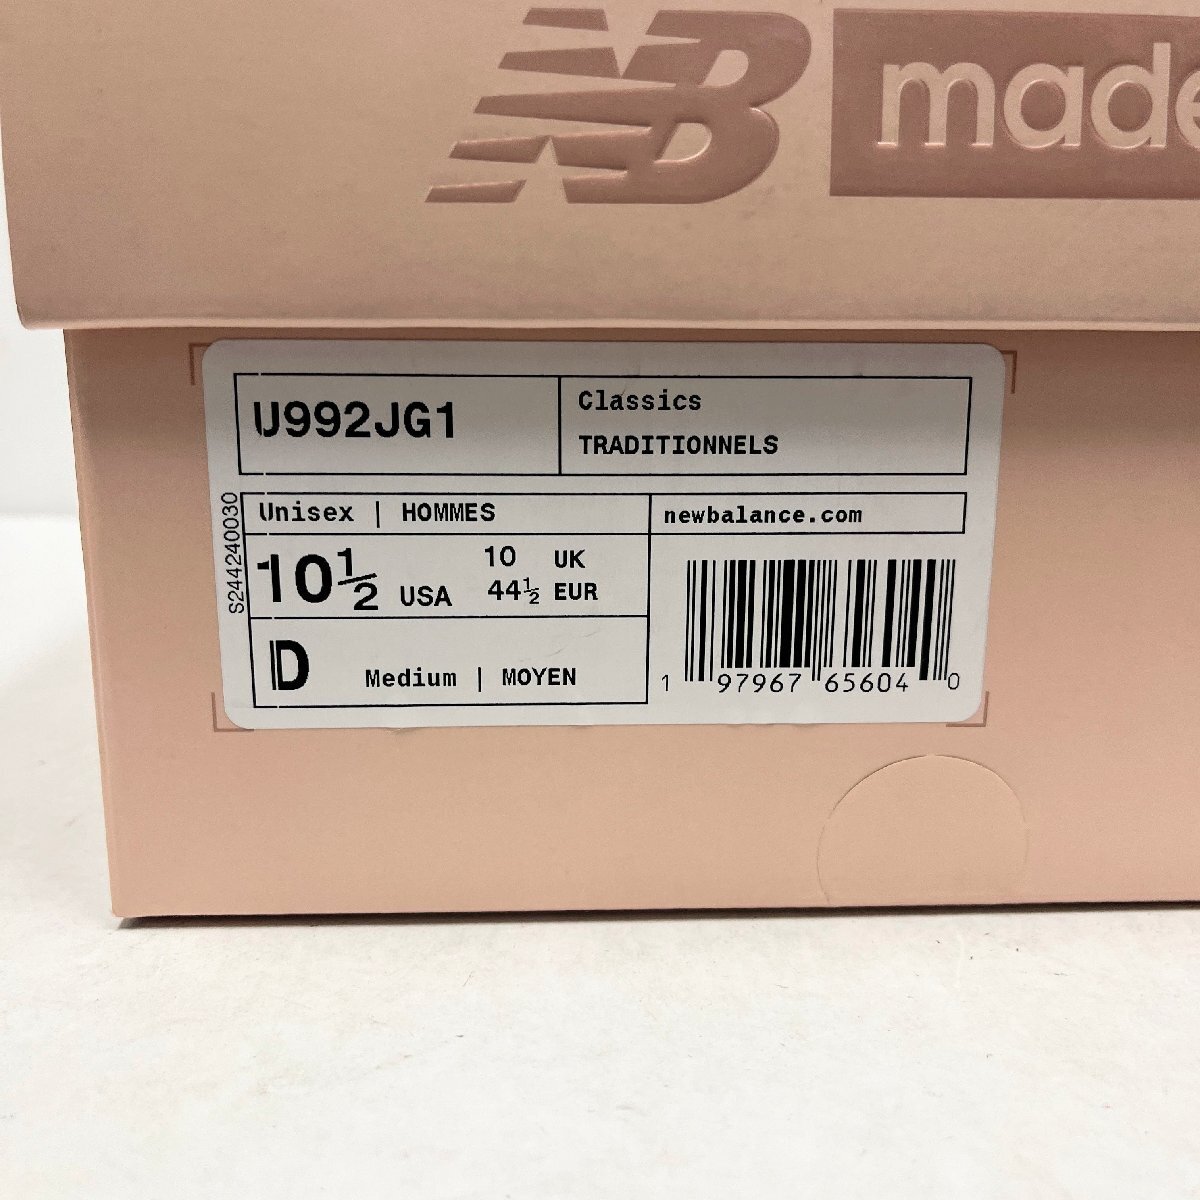 NB made
U992JG1
Classics
TRADITIONNELS
S244240030
Unisex | HOMMES
newbalance.com
10½ USA
10 UK
44½ EUR
D Medium | MOYEN
1 97967 65604 0